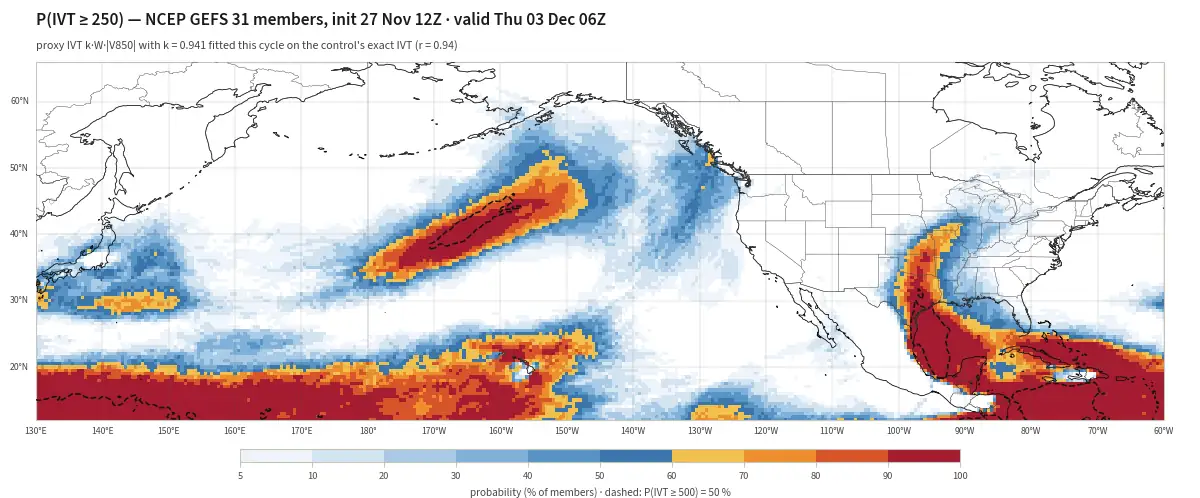 P(IVT ≥ 250) — NCEP GEFS 31 members, init 27 Nov 12Z · valid Thu 03 Dec 06Z
proxy IVT k·W·|V850| with k = 0.941 fitted this cycle on the control's exact IVT (r = 0.94)
60°N
50°N
40°N
30°N
20°N
130°E 140°E 150°E 160°E 170°E 180° 170°W 160°W 150°W 140°W 130°W 120°W 110°W 100°W 90°W 80°W 70°W 60°W
5 10 20 30 40 50 60 70 80 90 100
probability (% of members) · dashed: P(IVT ≥ 500) = 50 %